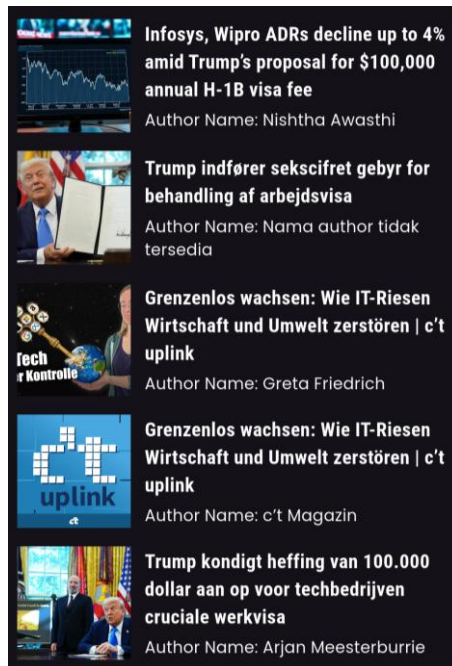 Infosys, Wipro ADRs decline up to 4%
amid Trump's proposal for $100,000
annual H-1B visa fee
Author Name: Nishtha Awasthi
Trump indfører sekscifret gebyr for
behandling af arbejdsvisa
Author Name: Nama author tidak
tersedia
Tech
r Kontrolle
Grenzenlos wachsen: Wie IT-Riesen
Wirtschaft und Umwelt zerstören | c't
uplink
Author Name: Greta Friedrich
c't
uplink
c't
Grenzenlos wachsen: Wie IT-Riesen
Wirtschaft und Umwelt zerstören | c't
uplink
Author Name: c't Magazin
Trump kondigt heffing van 100.000
dollar aan op voor techbedrijven
cruciale werkvisa
Author Name: Arjan Meesterburrie